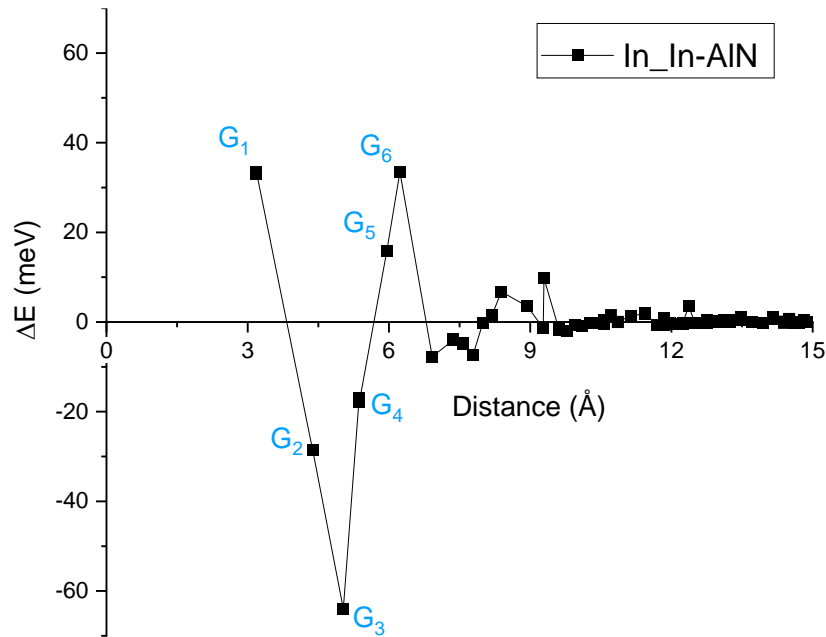 In_In-AlN
60
40
20
0
-20
-40
-60
ΔE (meV)
G₁
G₆
G₅
G₂
G₄
G₃
0
3
6
9
12
15
Distance (Å)